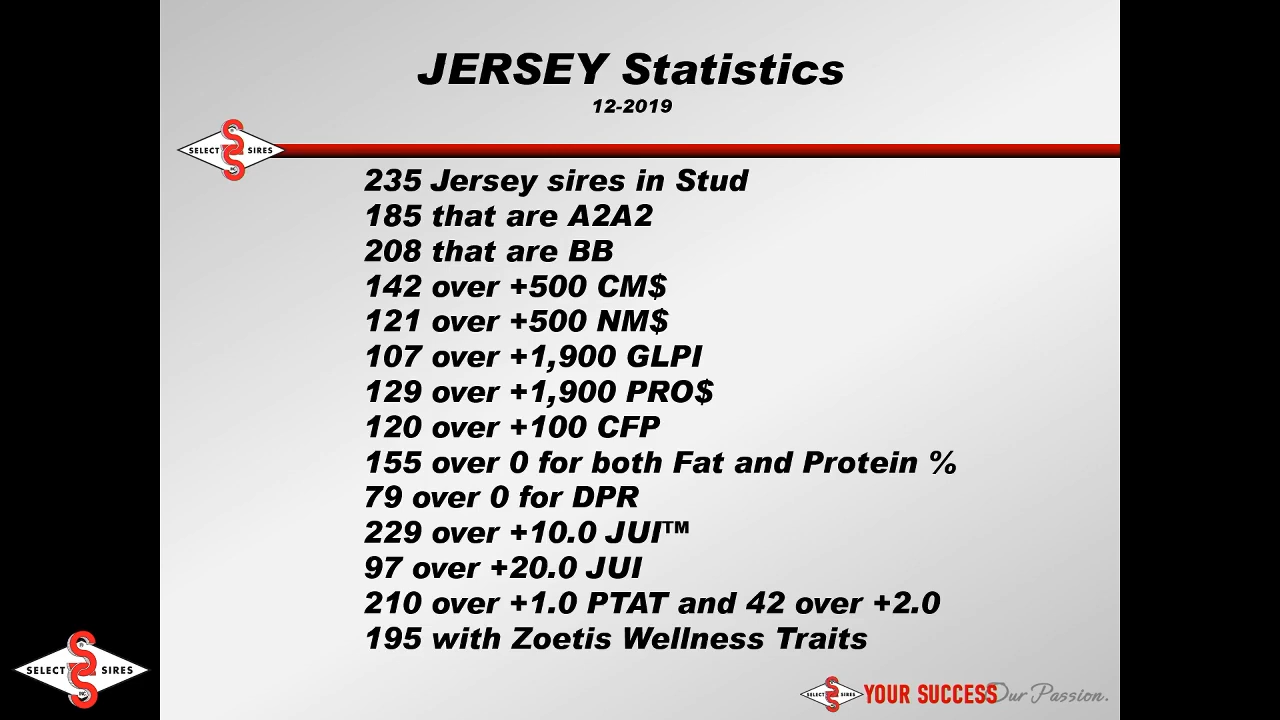 JERSEY Statistics
12-2019
SELECT SIRES
235 Jersey sires in Stud
185 that are A2A2
208 that are BB
142 over +500 CM$
121 over +500 NM$
107 over +1,900 GLPI
129 over +1,900 PRO$
120 over +100 CFP
155 over 0 for both Fat and Protein %
79 over 0 for DPR
229 over +10.0 JUI™
97 over +20.0 JUI
210 over +1.0 PTAT and 42 over +2.0
195 with Zoetis Wellness Traits
SELECT SIRES
SELECT SIRES YOUR SUCCESS Our Passion.